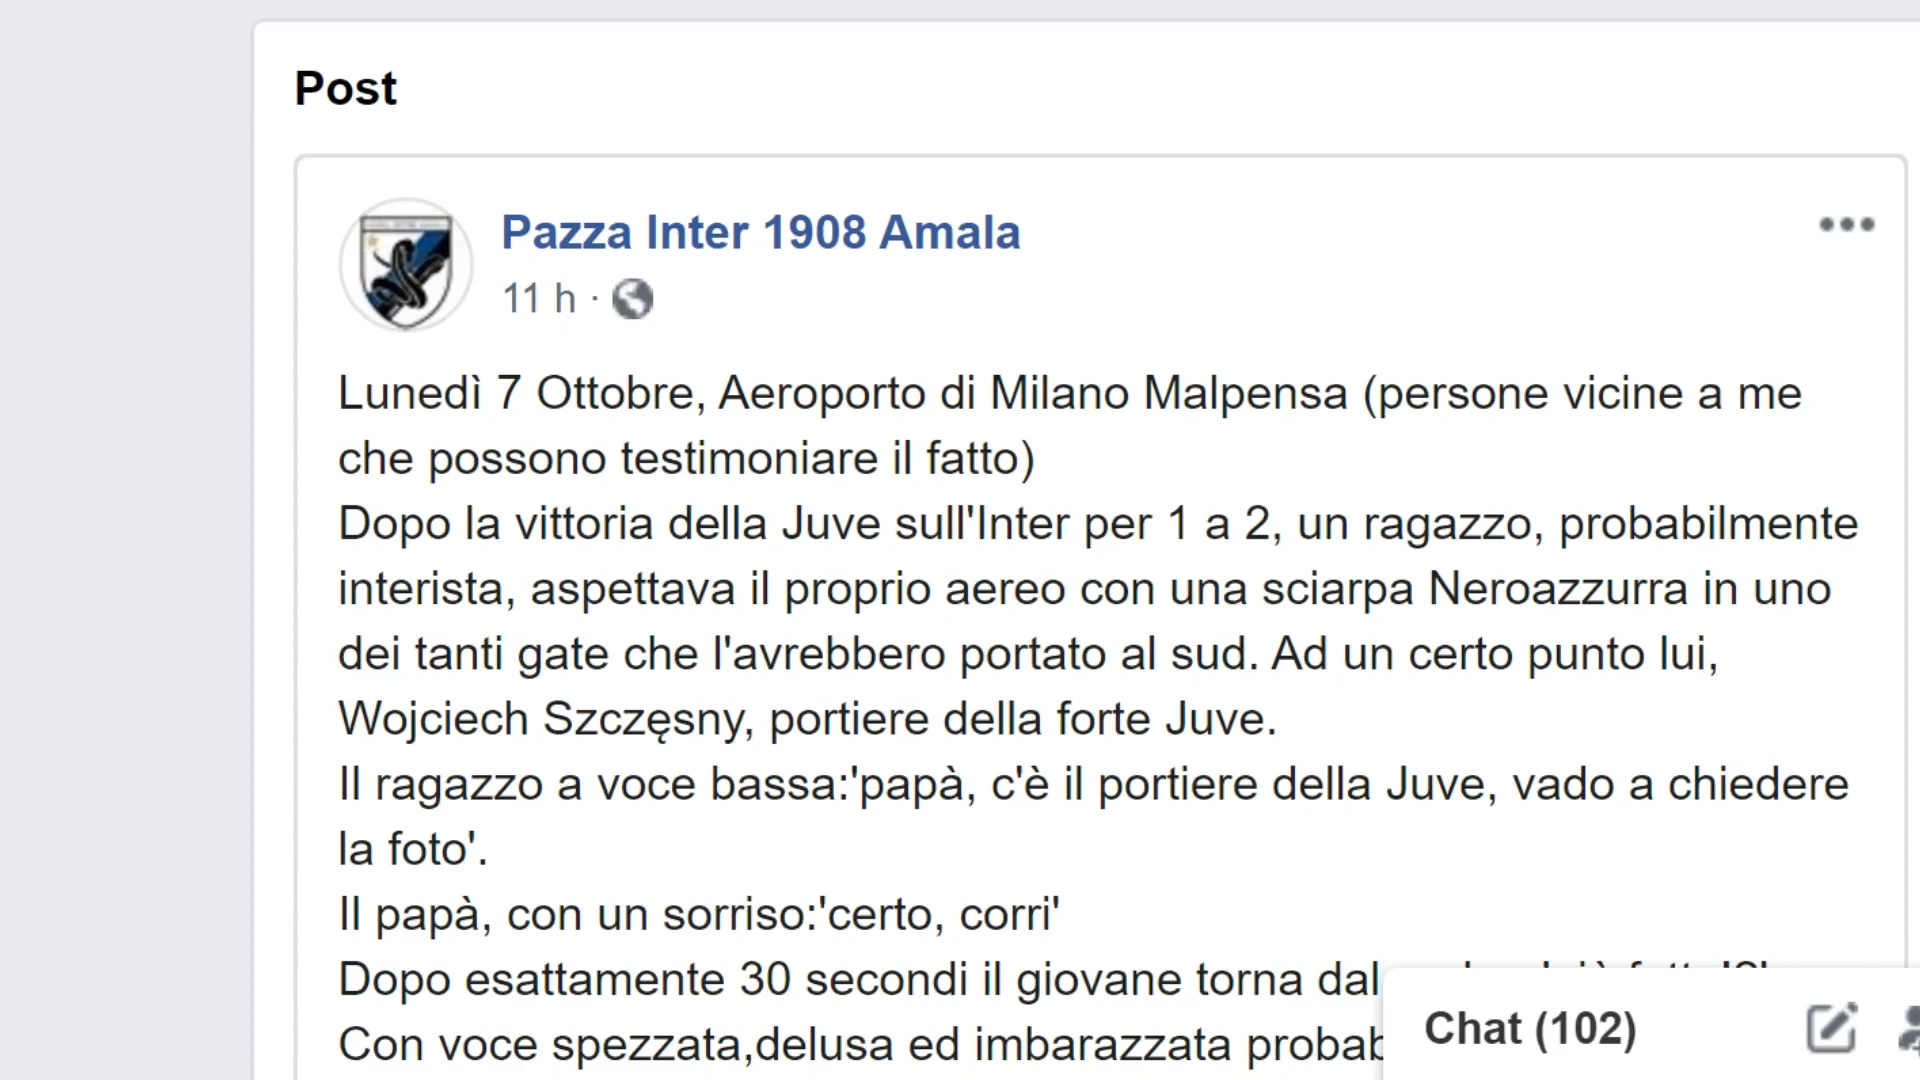 Post
Pazza Inter 1908 Amala
11 h ·
Lunedì 7 Ottobre, Aeroporto di Milano Malpensa (persone vicine a me
che possono testimoniare il fatto)
Dopo la vittoria della Juve sull'Inter per 1 a 2, un ragazzo, probabilmente
interista, aspettava il proprio aereo con una sciarpa Neroazzurra in uno
dei tanti gate che l'avrebbero portato al sud. Ad un certo punto lui,
Wojciech Szczęsny, portiere della forte Juve.
Il ragazzo a voce bassa:'papà, c'è il portiere della Juve, vado a chiedere
la foto'.
Il papà, con un sorriso:'certo, corri'
Dopo esattamente 30 secondi il giovane torna dal
Con voce spezzata,delusa ed imbarazzata probab
Chat (102)